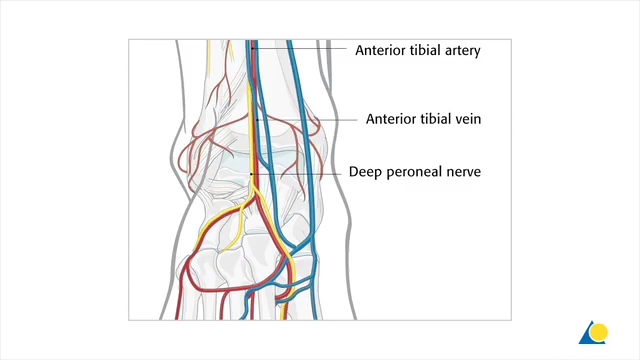 Anterior tibial artery
Anterior tibial vein
Deep peroneal nerve